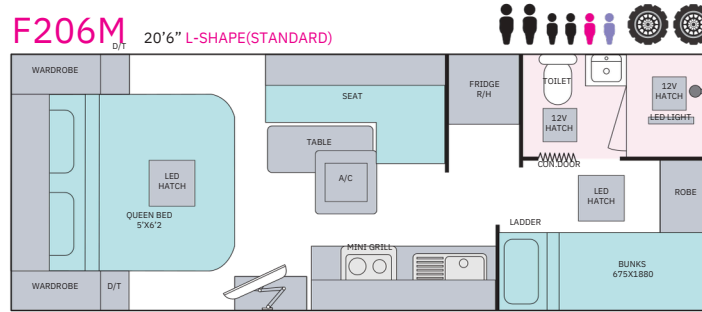 F206M 20'6" L-SHAPE(STANDARD)
D/T
WARDROBE
SEAT
FRIDGE
R/H
TOILET
12V
HATCH
LED LIGHT
12V
HATCH
TABLE
A/C
CON.DOOR
LED
HATCH
LED
HATCH
ROBE
QUEEN BED
5'X6'2
LADDER
MINI GRILL
BUNKS
675X1880
WARDROBE
D/T